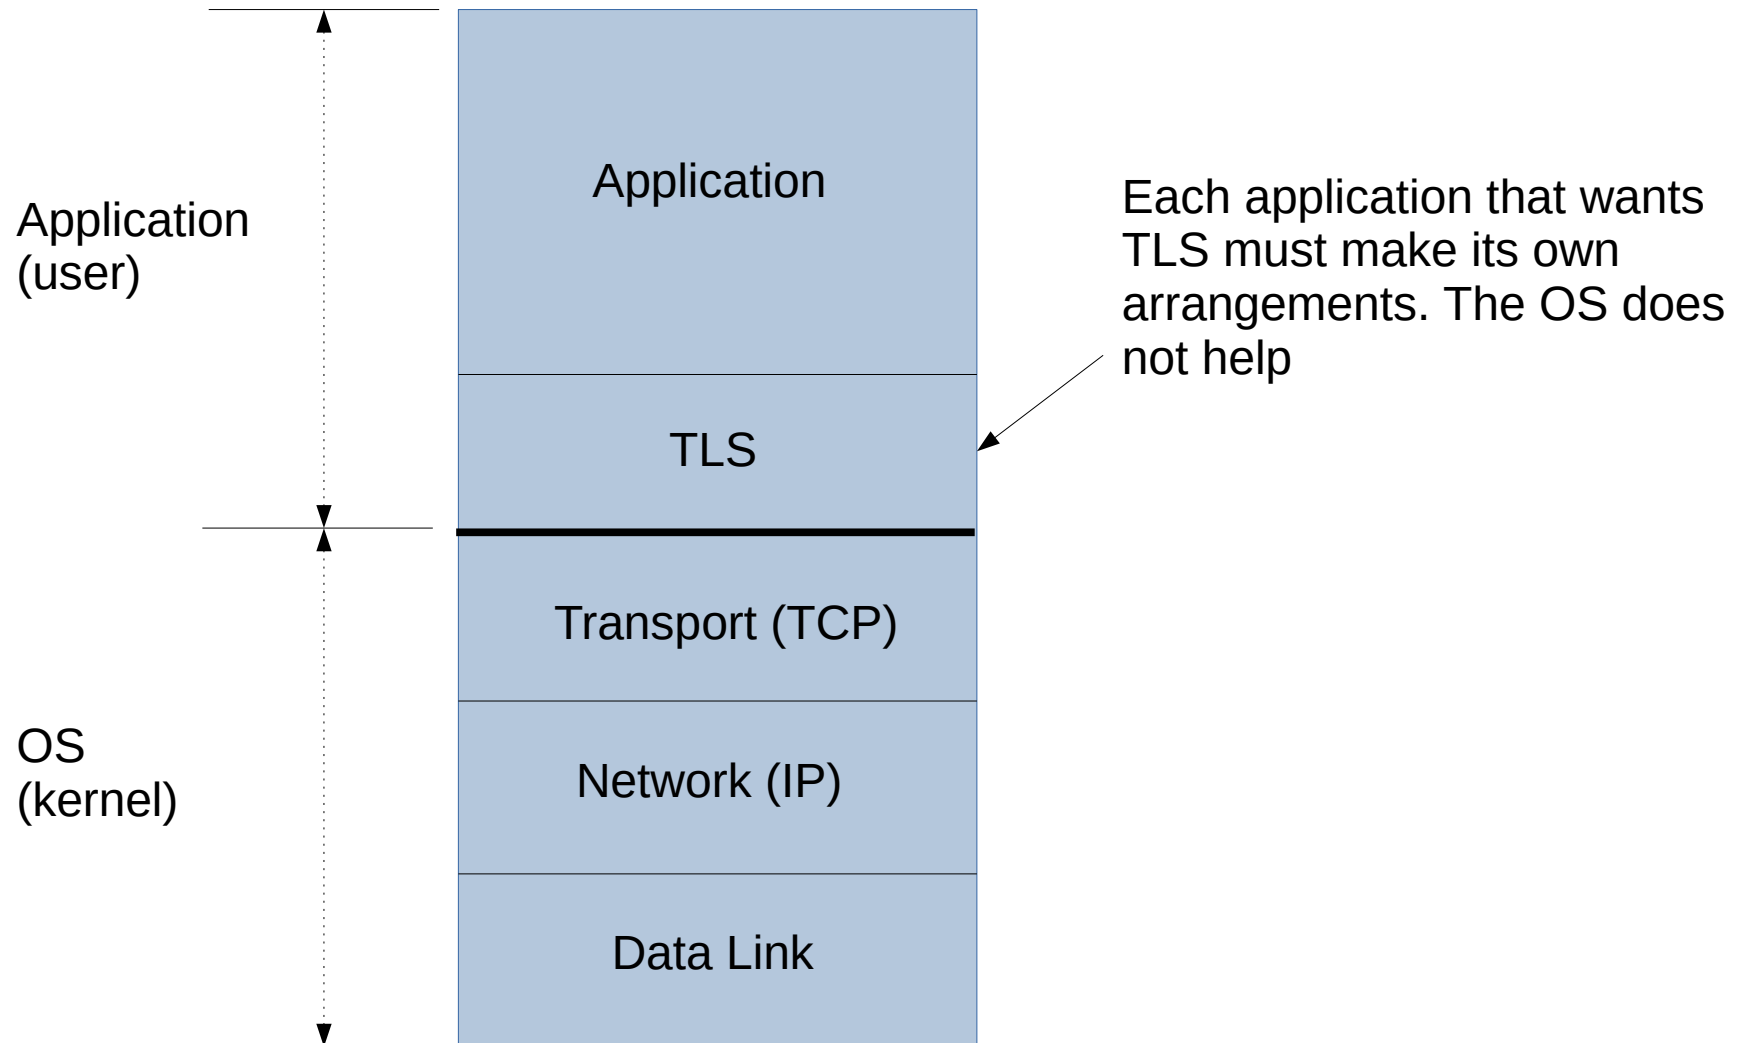 Application
(user)
OS
(kernel)
Application
TLS
Transport (TCP)
Network (IP)
Data Link
Each application that wants
TLS must make its own
arrangements. The OS does
not help